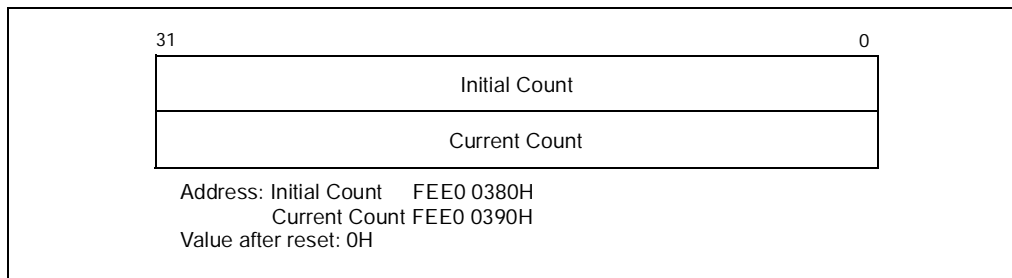 31 0
Initial Count
Current Count
Address: Initial Count FEE0 0380H
Current Count FEE0 0390H
Value after reset: 0H